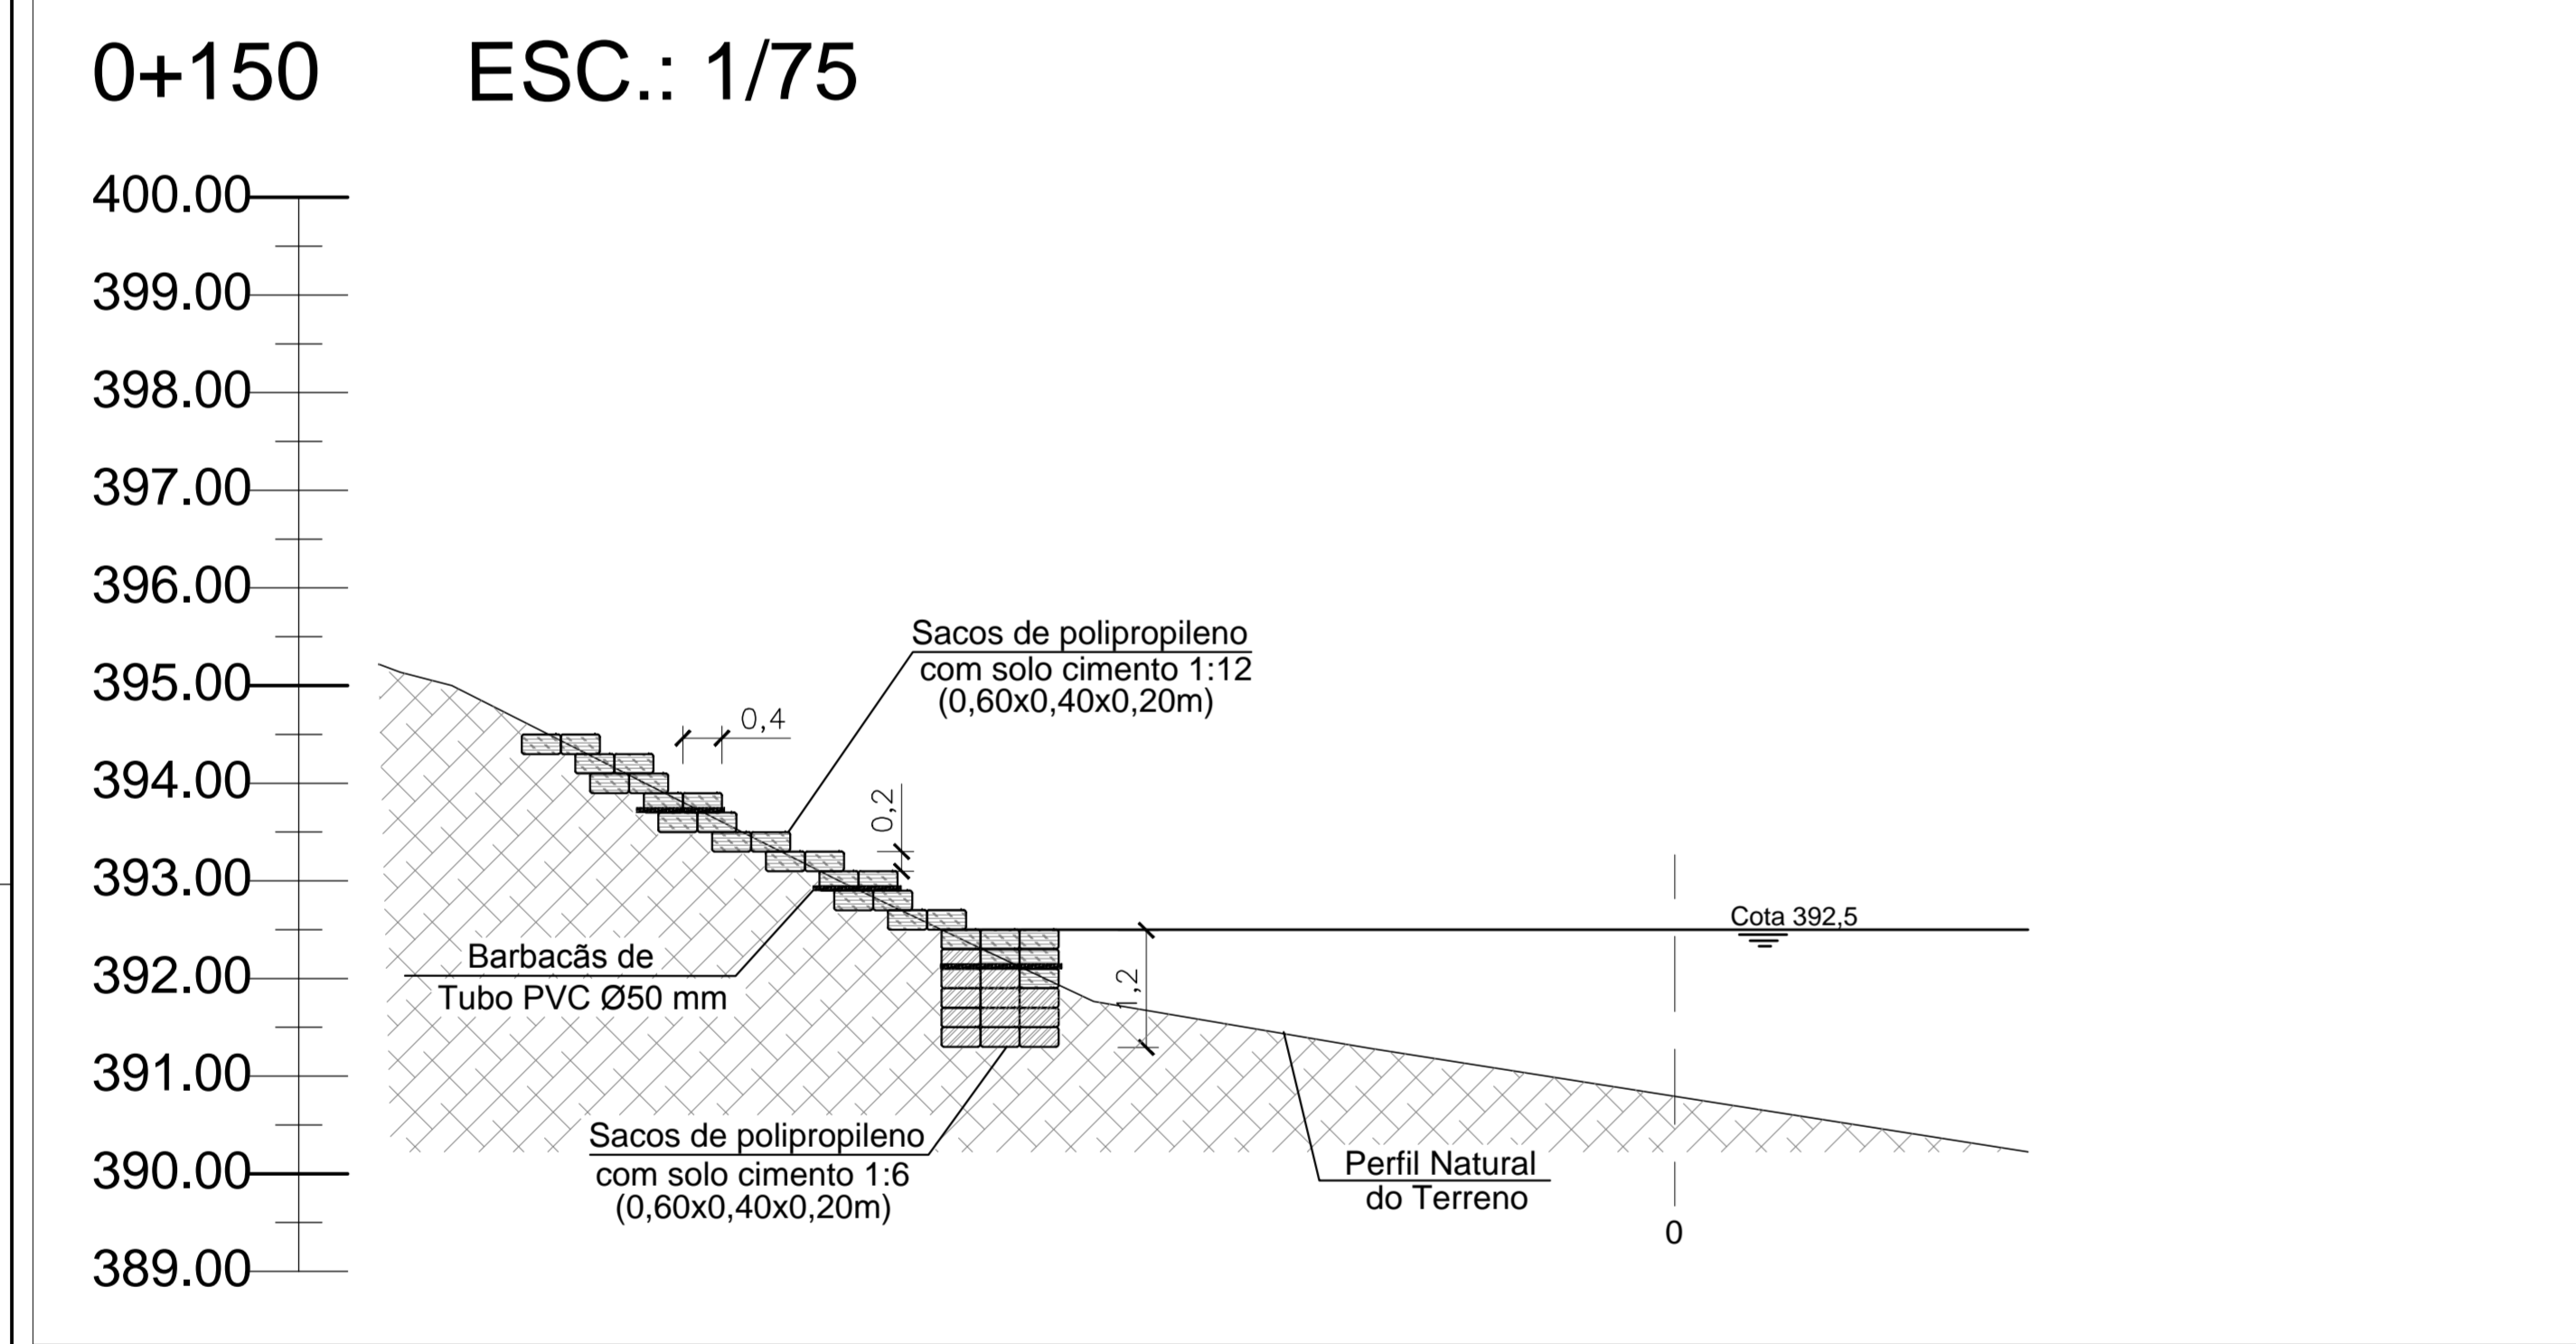 0+150 ESC.: 1/75
400.00
399.00
398.00
397.00
396.00
395.00
394.00
393.00
392.00
391.00
390.00
389.00
Sacos de polipropileno
com solo cimento 1:12
(0,60x0,40x0,20m)
0,4
0,2
Cota 392,5
1,2
Barbacãs de
Tubo PVC Ø50 mm
Sacos de polipropileno
com solo cimento 1:6
(0,60x0,40x0,20m)
Perfil Natural
do Terreno
0